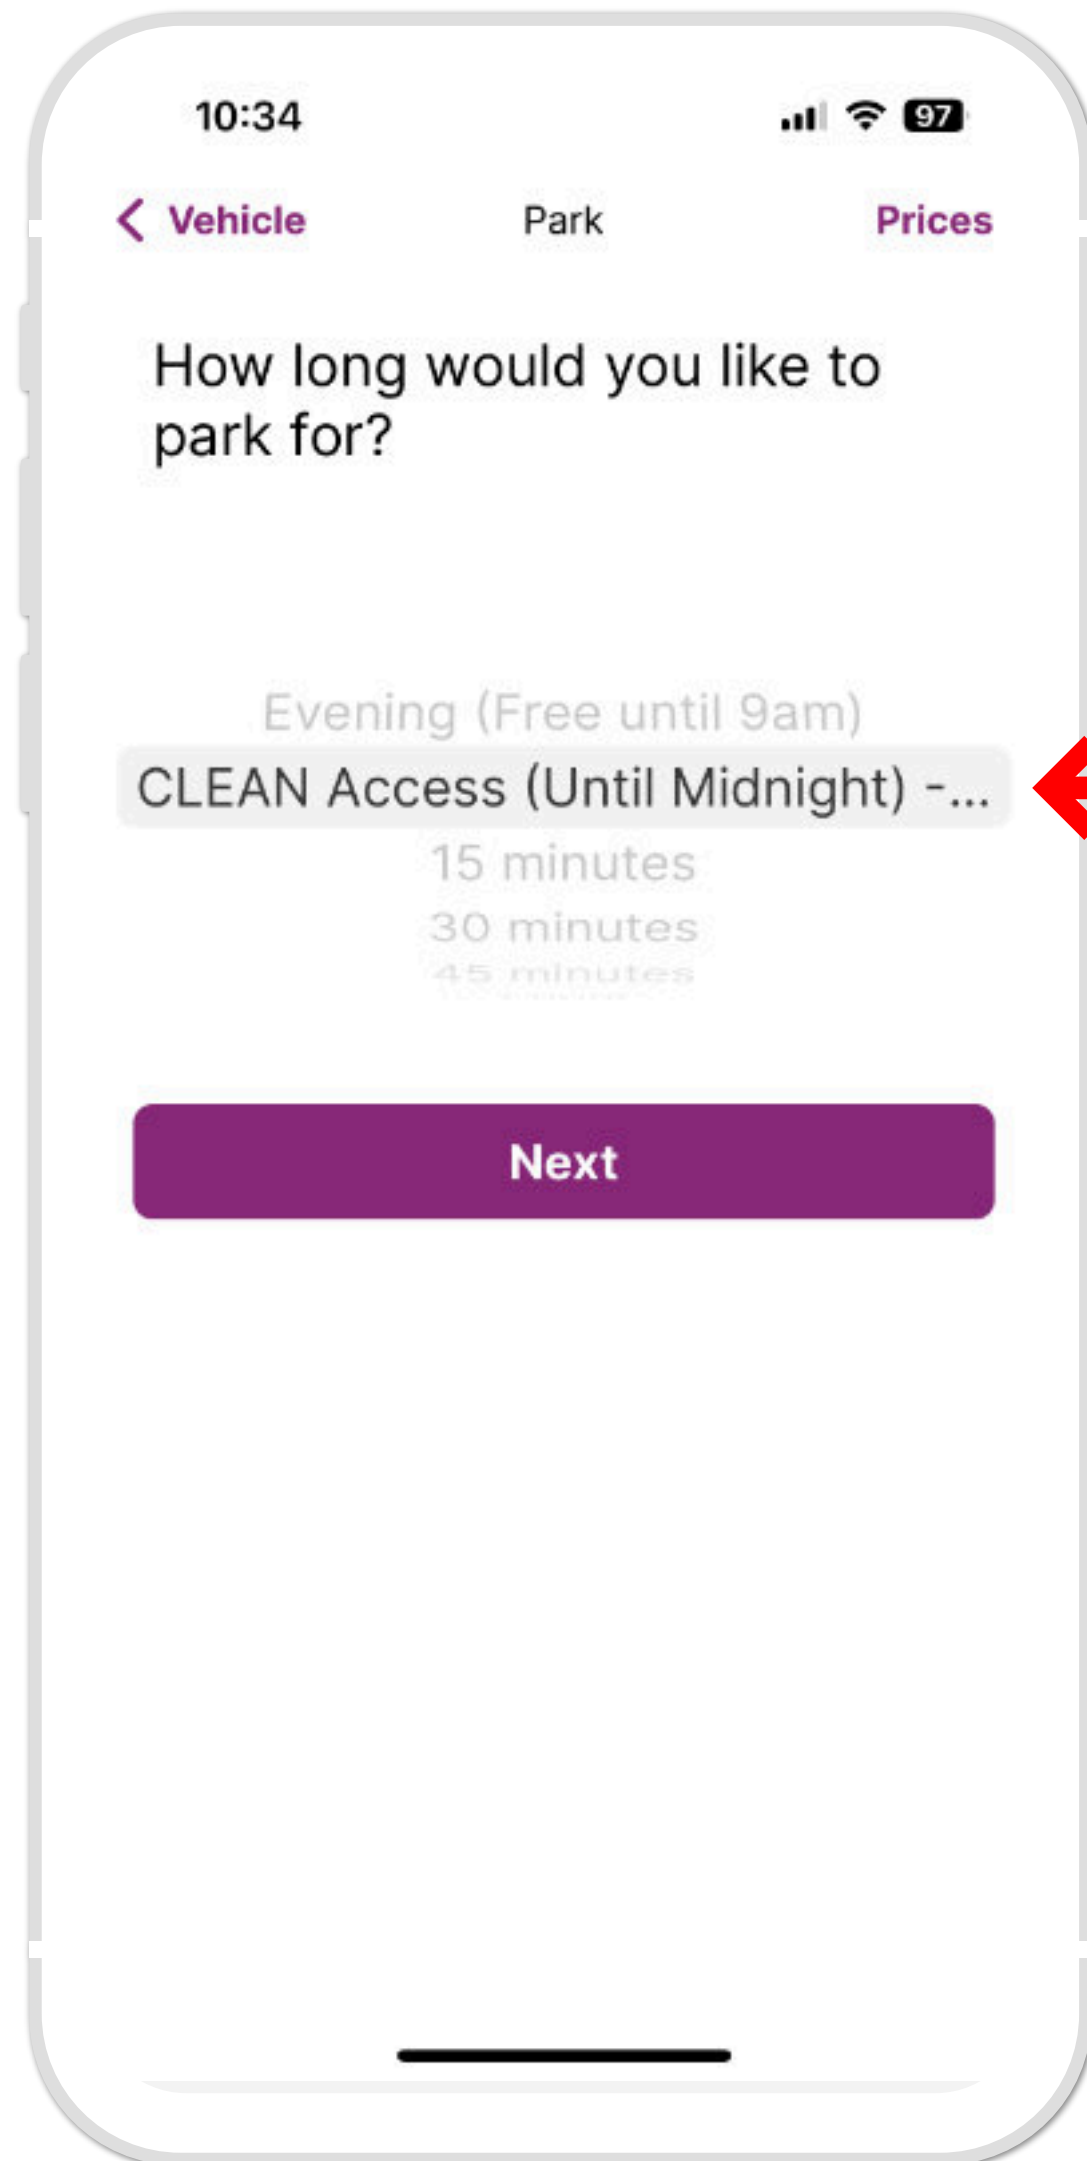 10:34
97
Vehicle
Park
Prices
How long would you like to
park for?
Evening (Free until 9am)
CLEAN Access (Until Midnight) -...
15 minutes
30 minutes
45 minutes
Next